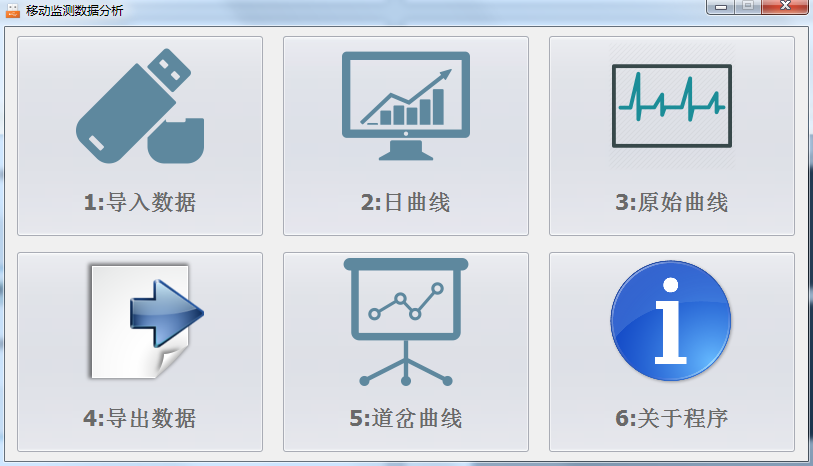 移动监测数据分析
1:导入数据
2:日曲线
3:原始曲线
4:导出数据
5:道岔曲线
6:关于程序